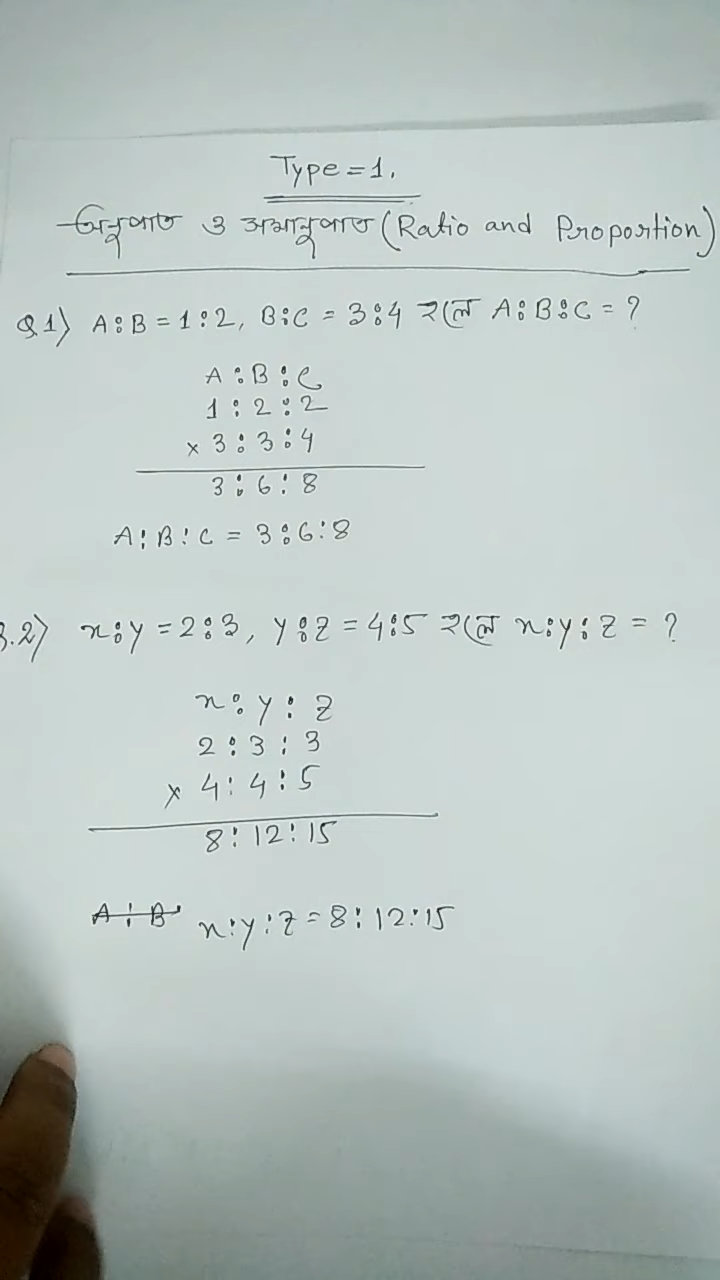 Type = 1.
অনুপাত ও সমানুপাত (Ratio and Proportion)
Q1) A:B = 1:2, B:C = 3:4 হলে A:B:C = ?
A:B:C
1:2:2
x 3:3:4
3:6:8
A:B:C = 3:6:8
Q.2) x:y = 2:3, y:z = 4:5 হলে x:y:z = ?
x:y:z
2:3:3
x 4:4:5
8:12:15
A:B x:y:z = 8:12:15